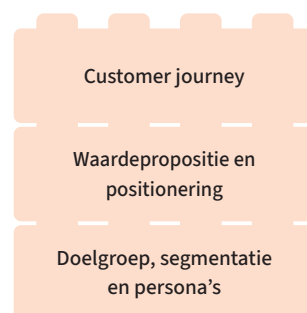 Customer journey
Waardepropositie en
positionering
Doelgroep, segmentatie
en persona’s